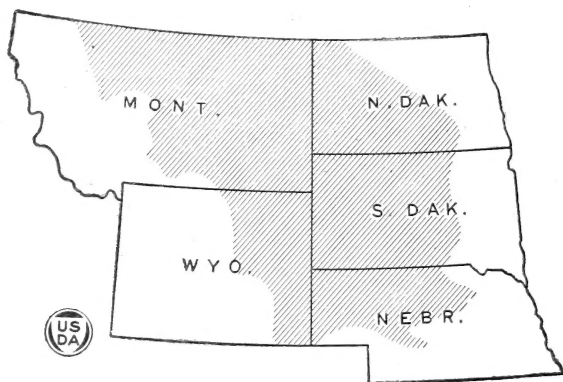 MONT.
N. DAK.
S. DAK.
WYO.
NEBR.
US
DA